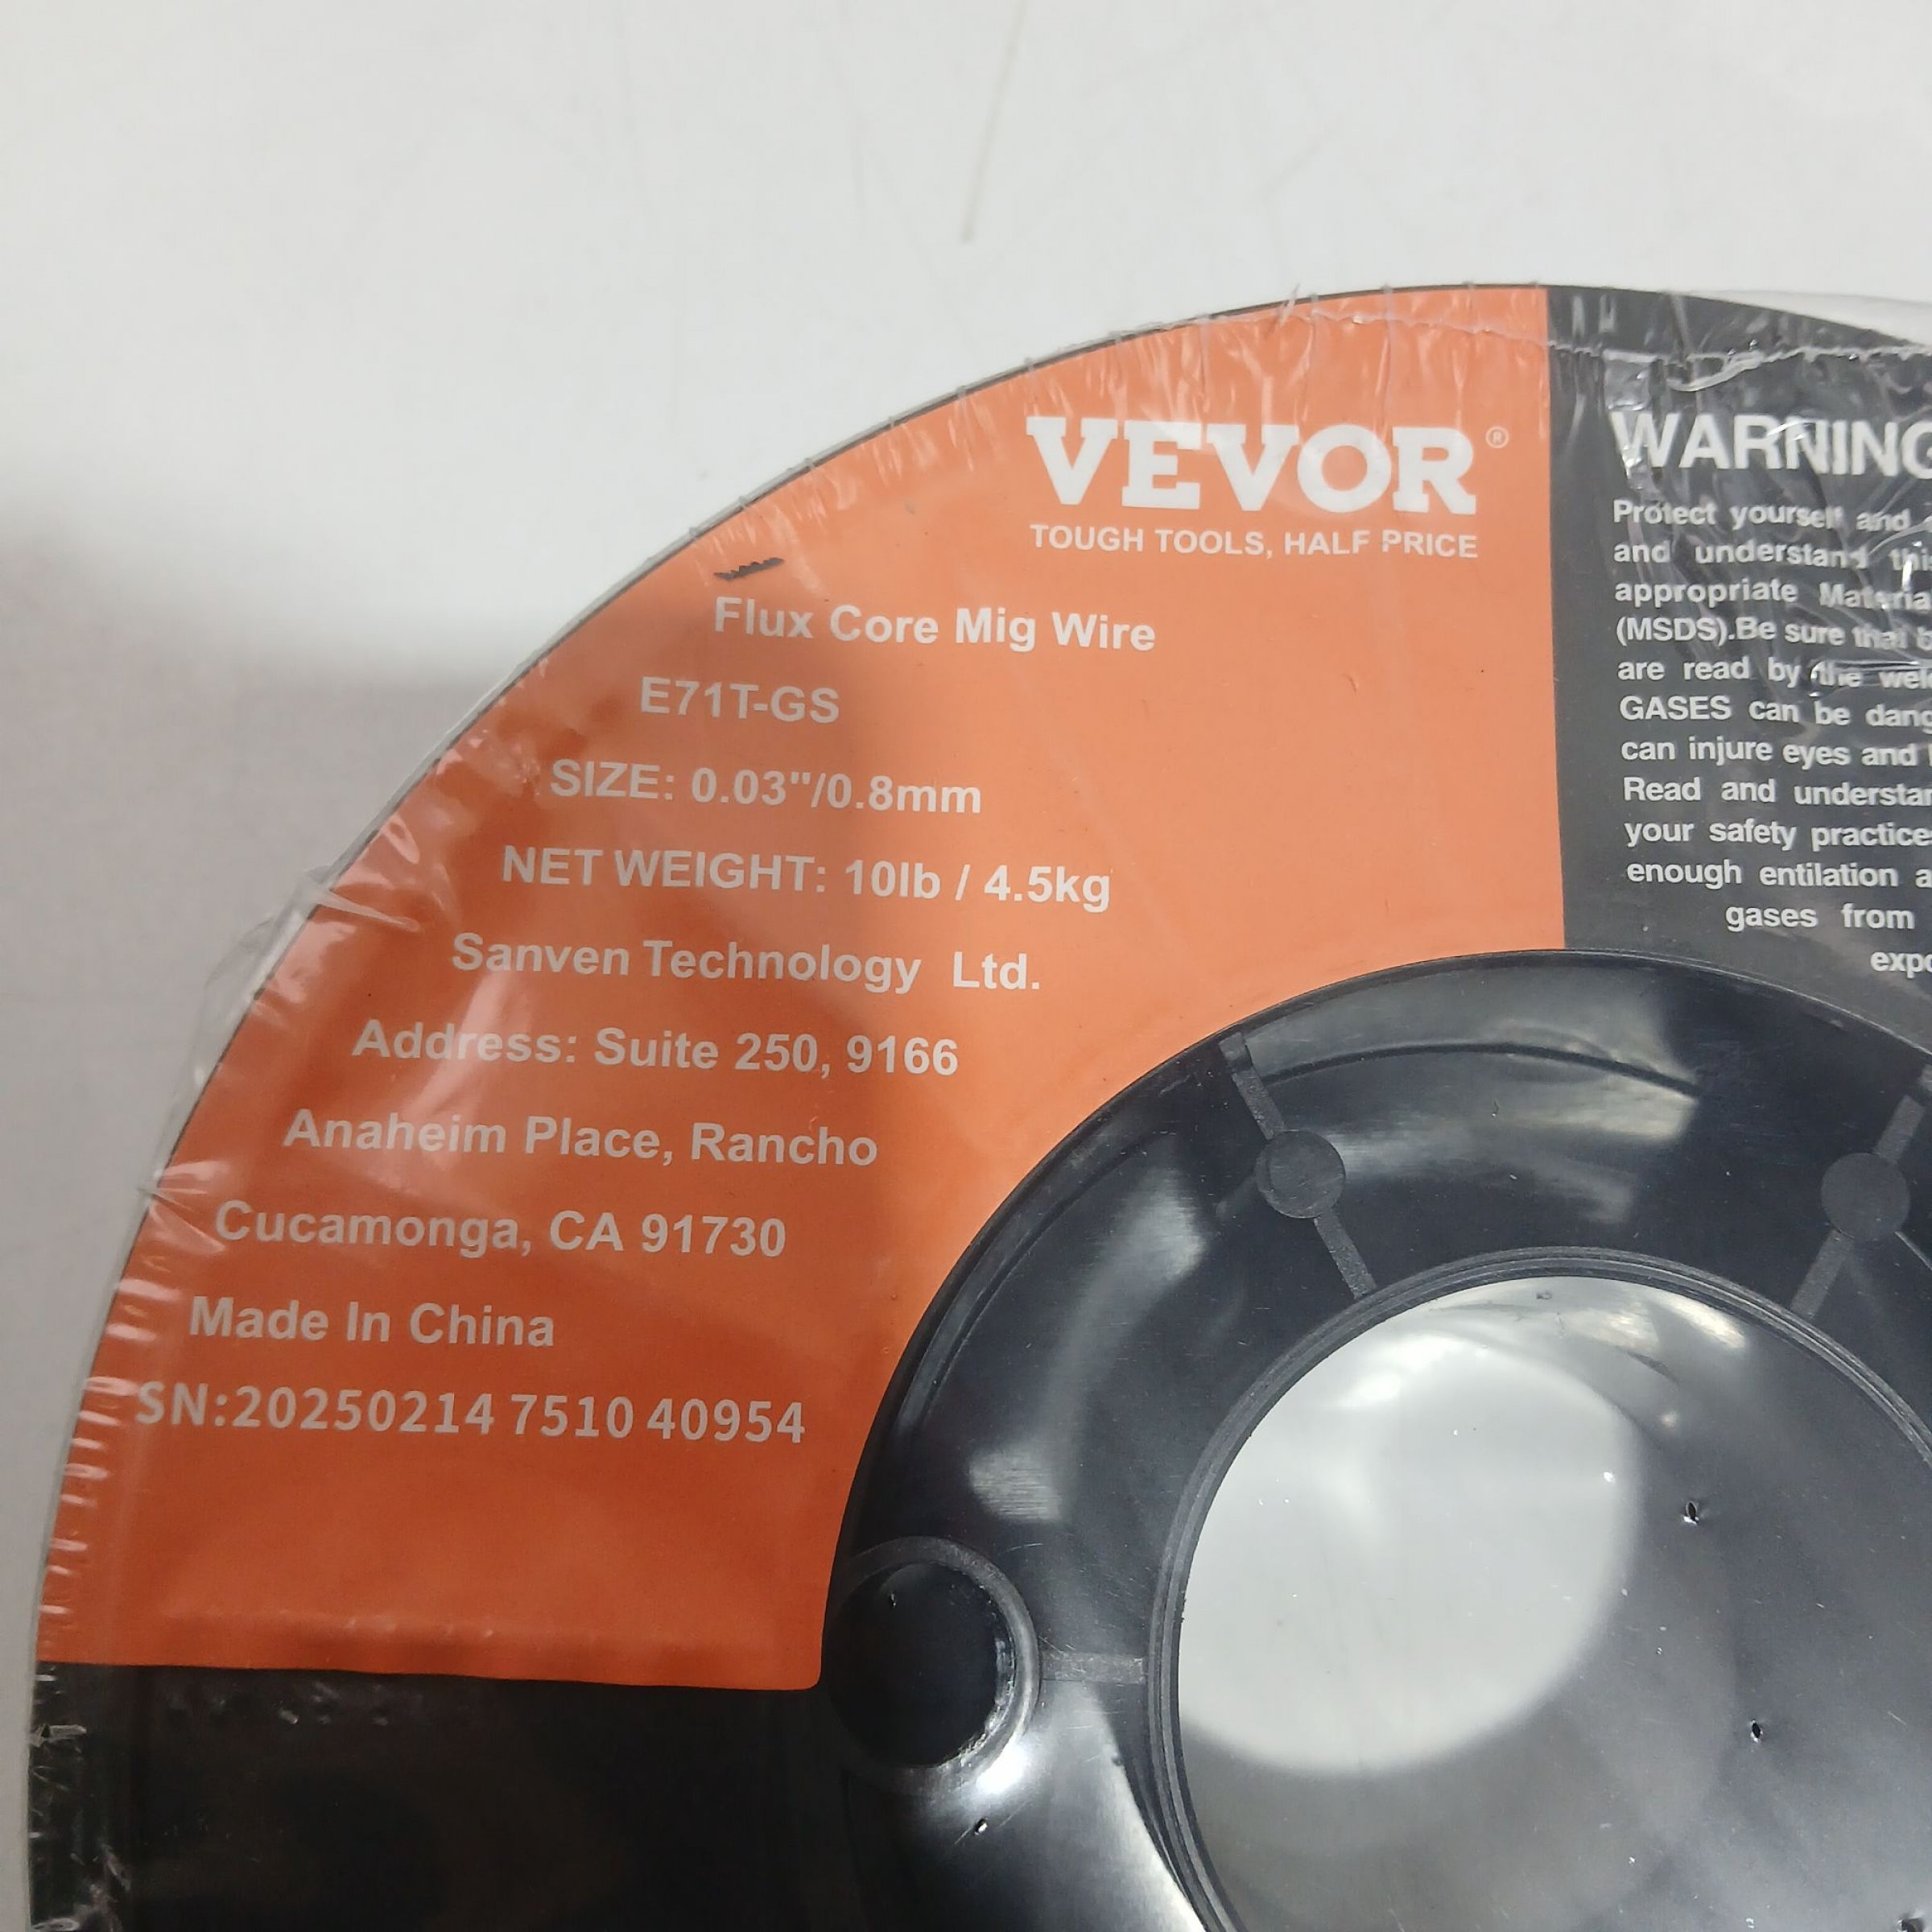 VEVOR®
TOUGH TOOLS, HALF PRICE
Flux Core Mig Wire
E71T-GS
SIZE: 0.03"/0.8mm
NET WEIGHT: 10lb / 4.5kg
Sanven Technology Ltd.
Address: Suite 250, 9166
Anaheim Place, Rancho
Cucamonga, CA 91730
Made In China
SN:20250214 7510 40954
WARNING
Protect yourself and
and understand
appropriate
(MSDS).Be sure that
are read by the
GASES can be
can injure eyes and
Read and
your safety
enough entilation
gases from